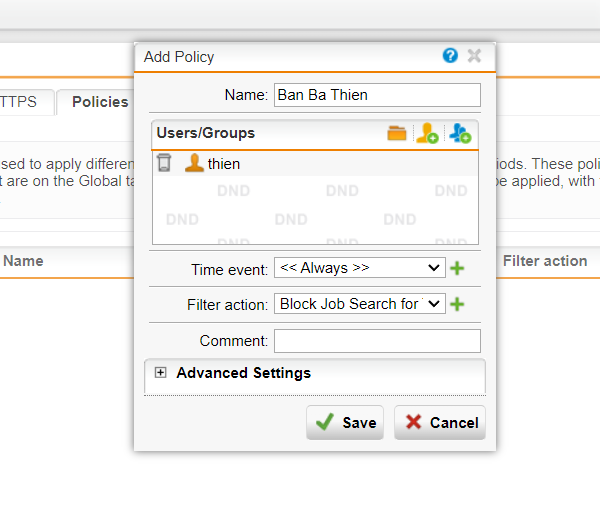 Add Policy
Name: Ban Ba Thien
TTPS Policies
Users/Groups
thien
DND DND DND
DND DND DND
DND DND DND
sed to apply differen
iods. These poli
t are on the Global ta
be applied, with
Name
Filter action
Time event: << Always >>
Filter action: Block Job Search for
Comment:
Advanced Settings
Save Cancel